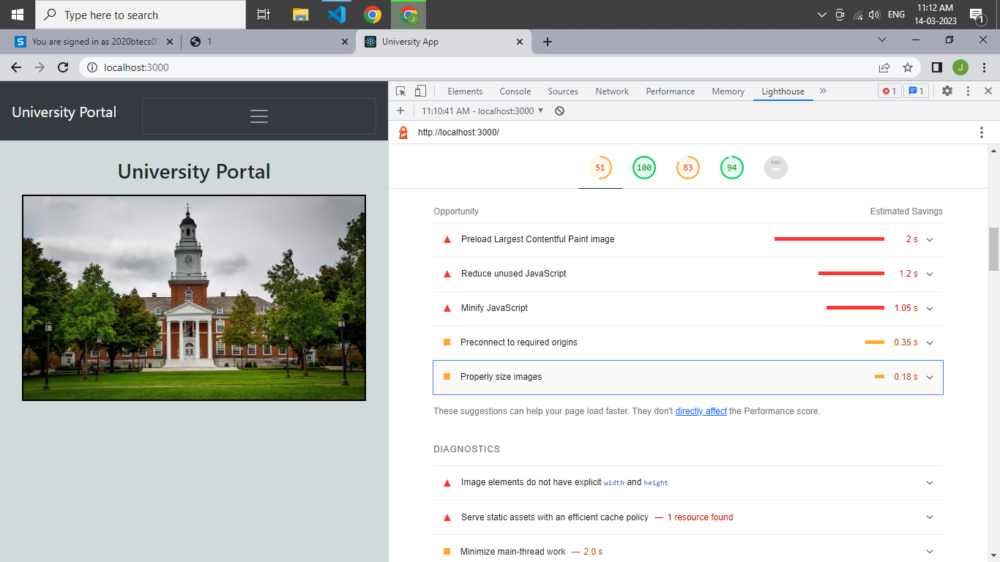 Type here to search
ENG
11:12 AM
14-03-2023
1
You are signed in as 2020btecs00
1
University App
localhost:3000
J
University Portal
Elements Console Sources Network Performance Memory Lighthouse
1 1
11:10:41 AM - localhost:3000
http://localhost:3000/
51 100 83 94 PWA
University Portal
Opportunity Estimated Savings
Preload Largest Contentful Paint image 2 s
Reduce unused JavaScript 1.2 s
Minify JavaScript 1.05 s
Preconnect to required origins 0.35 s
Properly size images 0.18 s
These suggestions can help your page load faster. They don't directly affect the Performance score.
DIAGNOSTICS
Image elements do not have explicit width and height
Serve static assets with an efficient cache policy — 1 resource found
Minimize main-thread work — 2.0 s